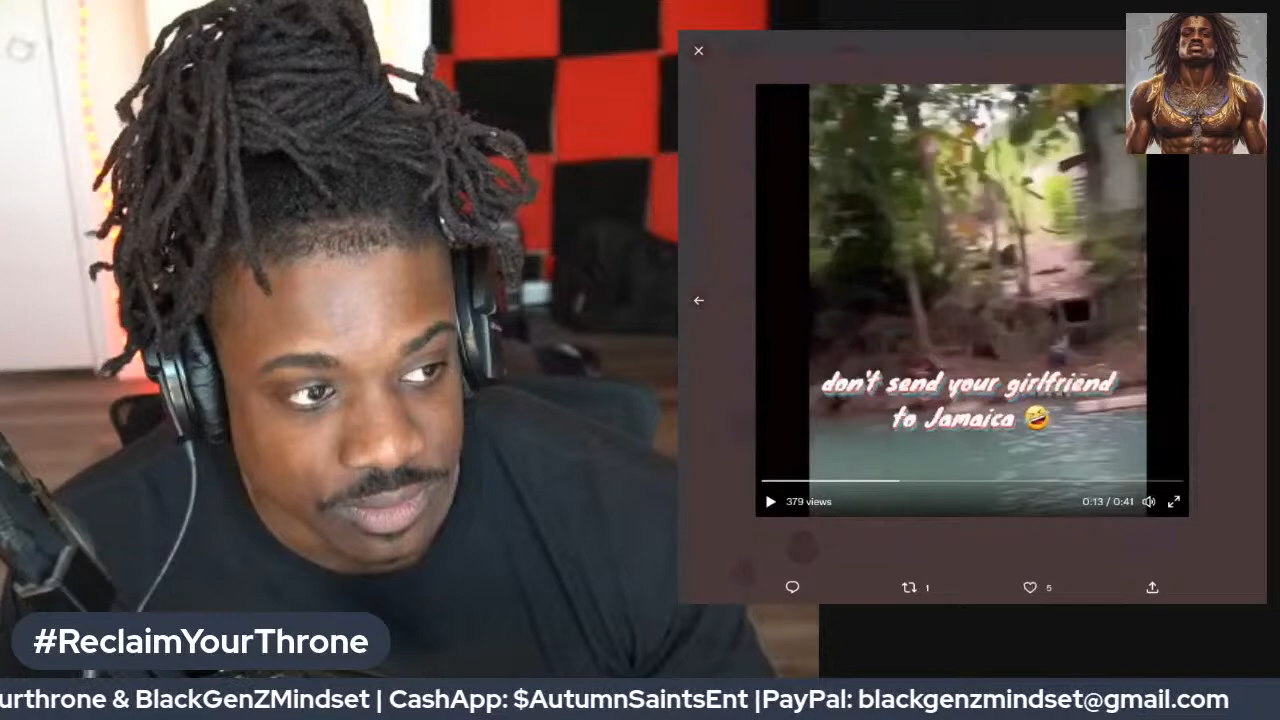 don't send your girlfriend
to Jamaica 🤣
379 views
0:13 / 0:41
1
5
#ReclaimYourThrone
urthrone & BlackGenZMindset | CashApp: $AutumnSaintsEnt |PayPal: blackgenzmindset@gmail.com